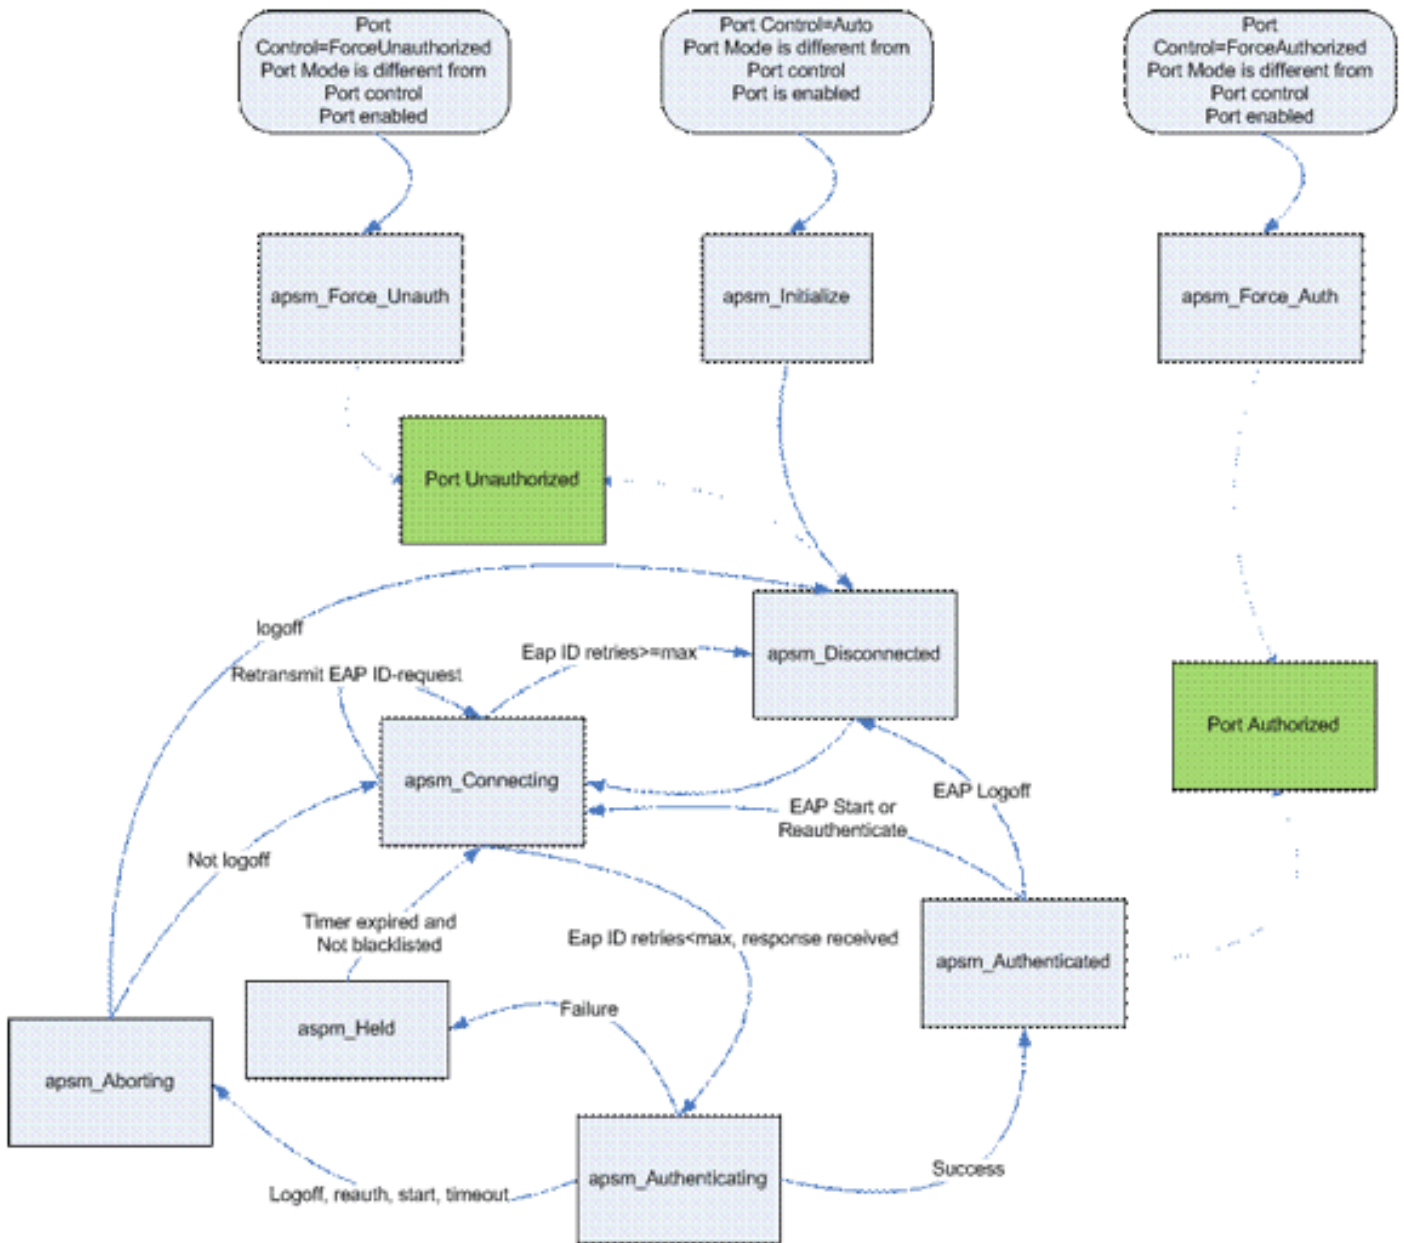 Port
Control=ForceUnauthorized
Port Mode is different from
Port control
Port enabled
Port Control=Auto
Port Mode is different from
Port control
Port is enabled
Port
Control=ForceAuthorized
Port Mode is different from
Port control
Port enabled
apsm_Force_Unauth
apsm_Initialize
apsm_Force_Auth
Port Unauthorized
logoff
Eap ID retries>=max
apsm_Disconnected
Retransmit EAP ID-request
Port Authorized
apsm_Connecting
EAP Logoff
EAP Start or
Reauthenticate
Not logoff
Timer expired and
Not blacklisted
Eap ID retries<max, response received
apsm_Authenticated
Failure
aspm_Held
apsm_Aborting
Success
apsm_Authenticating
Logoff, reauth, start, timeout